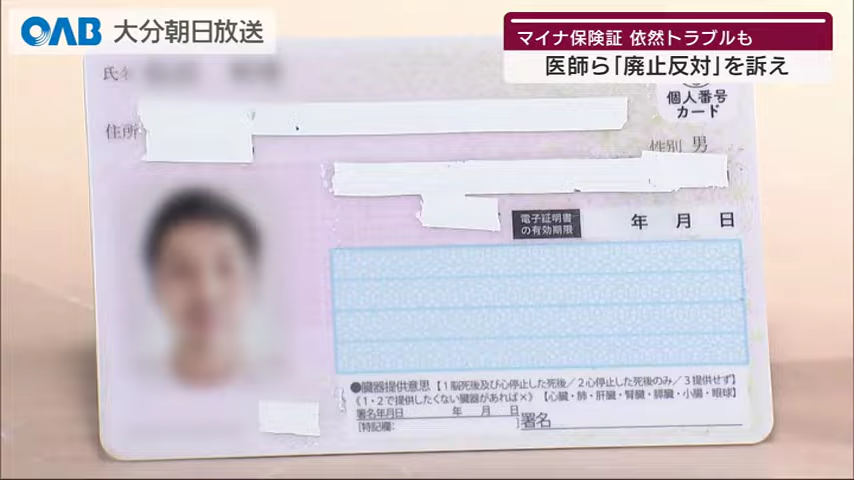 OAB 大分朝日放送
マイナ保険証 依然トラブルも
医師ら「廃止反対」を訴え
氏名
個人番号
カード
住所
性別 男
電子証明書
の有効期限
年 月 日
●臓器提供意思【1脳死後及び心停止した死後/2心停止した死後のみ/3提供せず】
《1・2で提供したくない臓器があれば×》【心臓・肺・肝臓・腎臓・膵臓・小腸・眼球】
署名年月日 年 月 日
[特記欄: ] 署名